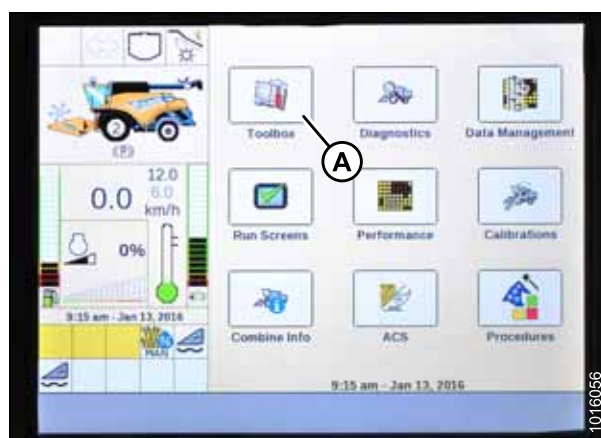 Toolbox
Diagnostics
Data Management
A
2
(P)
12.0
6.0
0.0
km/h
Run Screens
Performance
Calibrations
0%
9:15 am - Jan 13, 2016
MAN
Combine Info
ACS
Procedures
9:15 am - Jan 13, 2016
1016056